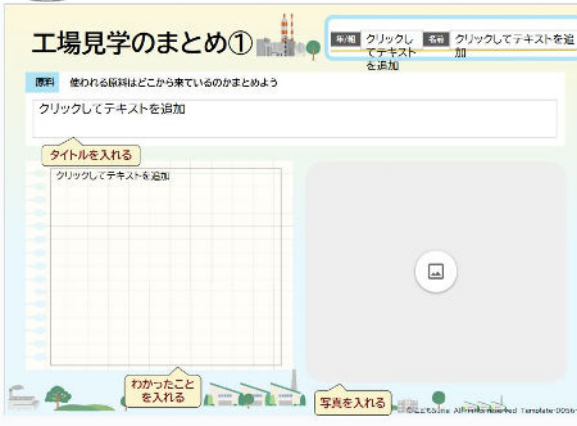 工場見学のまとめ①
年/組 クリックし
てテキスト
を追加
名前 クリックしてテキストを追
加
原料 使われる原料はどこから来ているのかまとめよう
クリックしてテキストを追加
タイトルを入れる
クリックしてテキストを追加
わかったこと
を入れる
写真を入れる
All rights reserved Template-0056